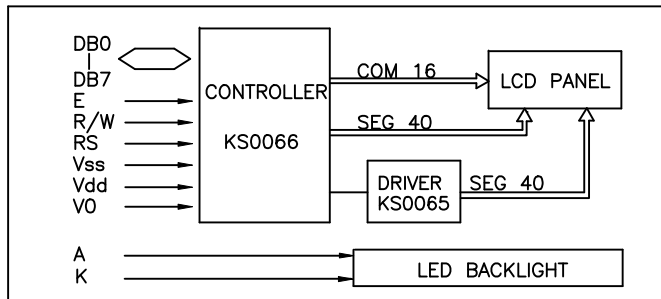 DB0
DB7
E
R/W
RS
Vss
Vdd
V0
CONTROLLER
KS0066
COM 16
SEG 40
LCD PANEL
DRIVER
KS0065
SEG 40
A
K
LED BACKLIGHT